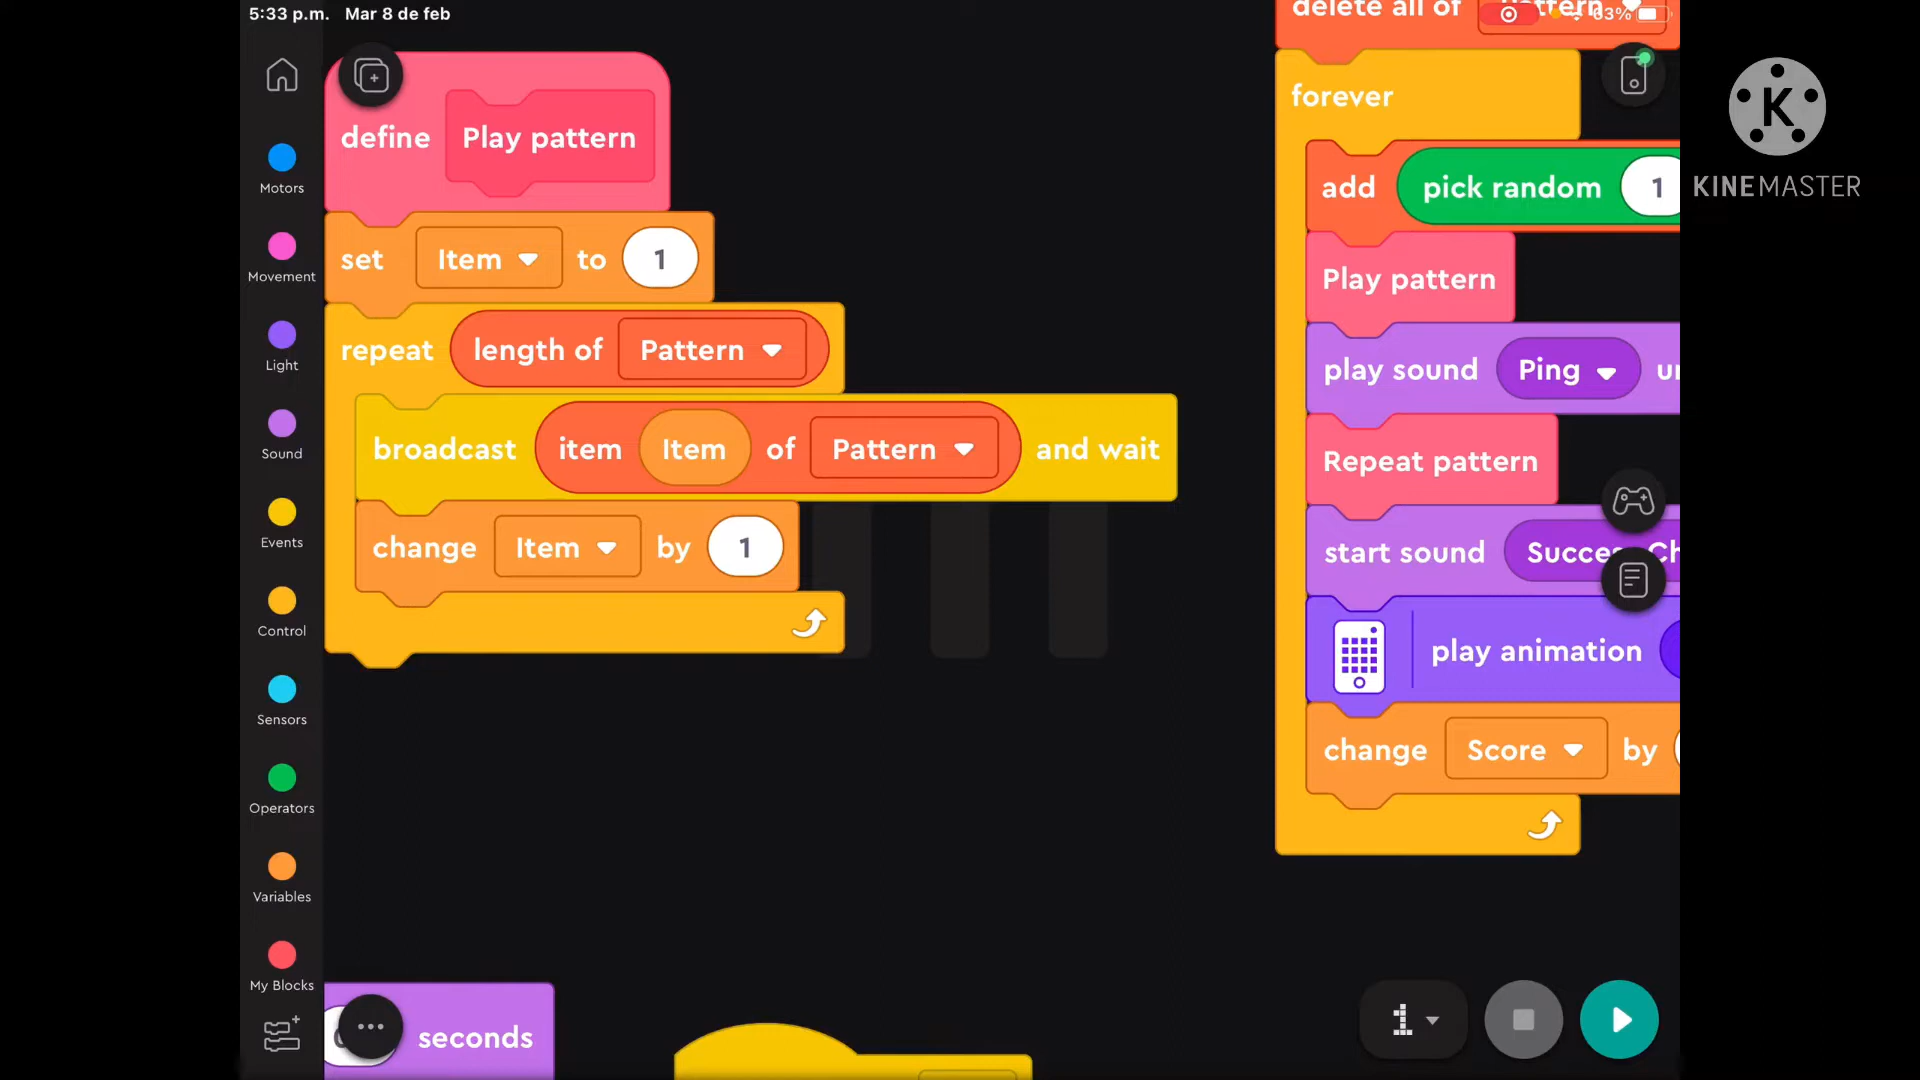 5:33 p.m. Mar 8 de feb
63%
Motors
Movement
Light
Sound
Events
Control
Sensors
Operators
Variables
My Blocks
define Play pattern
set Item to 1
repeat length of Pattern
broadcast item Item of Pattern and wait
change Item by 1
seconds
delete all of Pattern
forever
add pick random 1
Play pattern
play sound Ping
Repeat pattern
start sound
play animation
change Score by
1
K
KINEMASTER